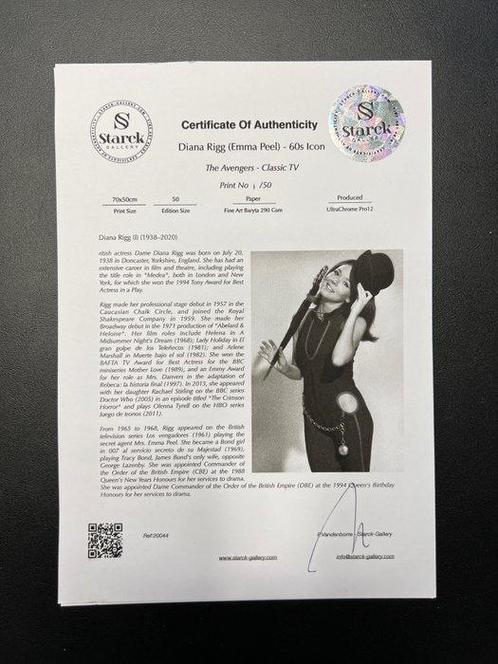 STARCK-GALLERY.COM
Starck
GALLERY
Certificate Of Authenticity
Diana Rigg (Emma Peel) - 60s Icon
The Avengers - Classic TV
Print No 1 /50
70x50cm 50 Paper Produced
Print Size Edition Size Fine Art Baryta 290 Gsm UltraChrome Pro12
Starck
GALLERY
Diana Rigg (I) (1938–2020)
ritish actress Dame Diana Rigg was born on July 20,
1938 in Doncaster, Yorkshire, England. She has had an
extensive career in film and theatre, including playing
the title role in "Medea", both in London and New
York, for which she won the 1994 Tony Award for Best
Actress in a Play.
Rigg made her professional stage debut in 1957 in the
Caucasian Chalk Circle, and joined the Royal
Shakespeare Company in 1959. She made her
Broadway debut in the 1971 production of "Abelard &
Heloise". Her film roles include Helena in A
Midsummer Night's Dream (1968); Lady Holiday in El
gran golpe de los Teleñecos (1981); and Arlene
Marshall in Muerte bajo el sol (1982). She won the
BAFTA TV Award for Best Actress for the BBC
miniseries Mother Love (1989), and an Emmy Award
for her role as Mrs. Danvers in the adaptation of
Rebeca: la historia final (1997). In 2013, she appeared
with her daughter Rachael Stirling on the BBC series
Doctor Who (2005) in an episode titled "The Crimson
Horror" and plays Olenna Tyrell on the HBO series
Juego de tronos (2011).
From 1965 to 1968, Rigg appeared on the British
television series Los vengadores (1961) playing the
secret agent Mrs. Emma Peel. She became a Bond girl
in 007 al servicio secreto de su Majestad (1969),
playing Tracy Bond, James Bond's only wife, opposite
George Lazenby. She was appointed Commander of
the Order of the British Empire (CBE) at the 1988
Queen's New Years Honours for her services to drama.
She was appointed Dame Commander of the Order of the British Empire (DBE) at the 1994 Queen's Birthday
Honours for her services to drama.
Ref:20044
P.Vandenborne - Starck-Gallery
www.starck-gallery.com
info@starck-gallery.com